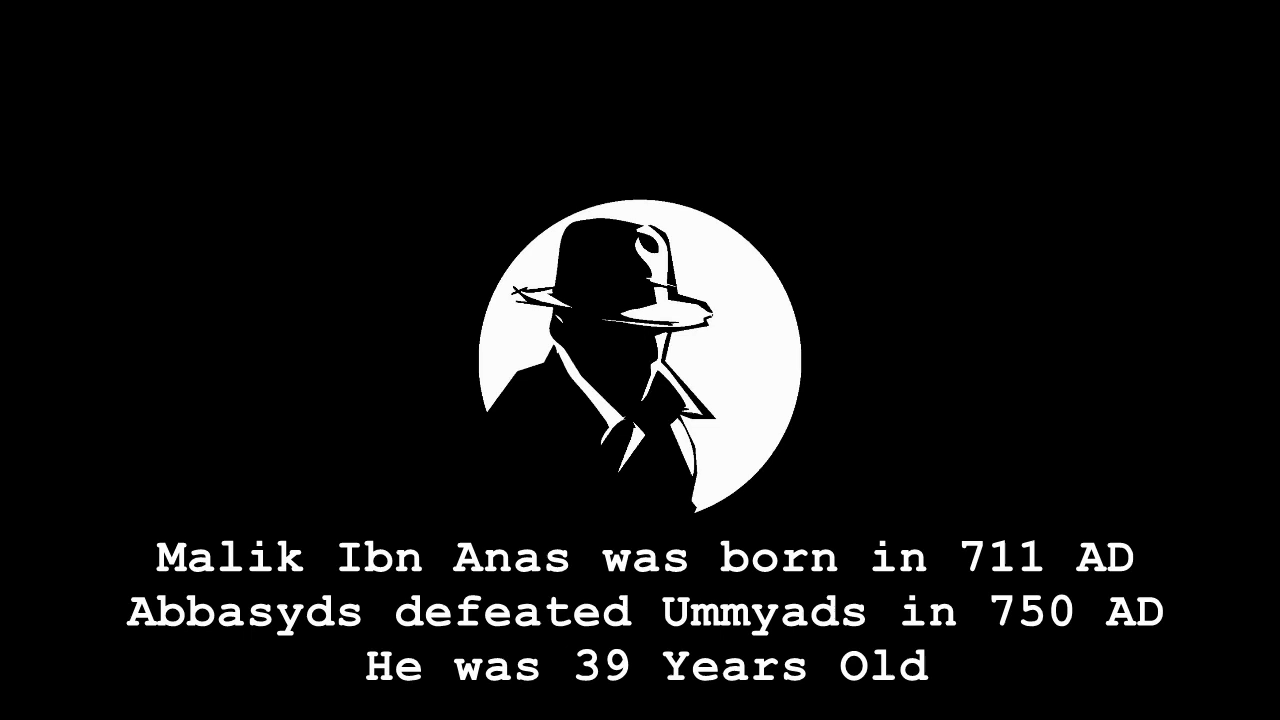 Malik Ibn Anas was born in 711 AD
Abbasyds defeated Ummyads in 750 AD
He was 39 Years Old